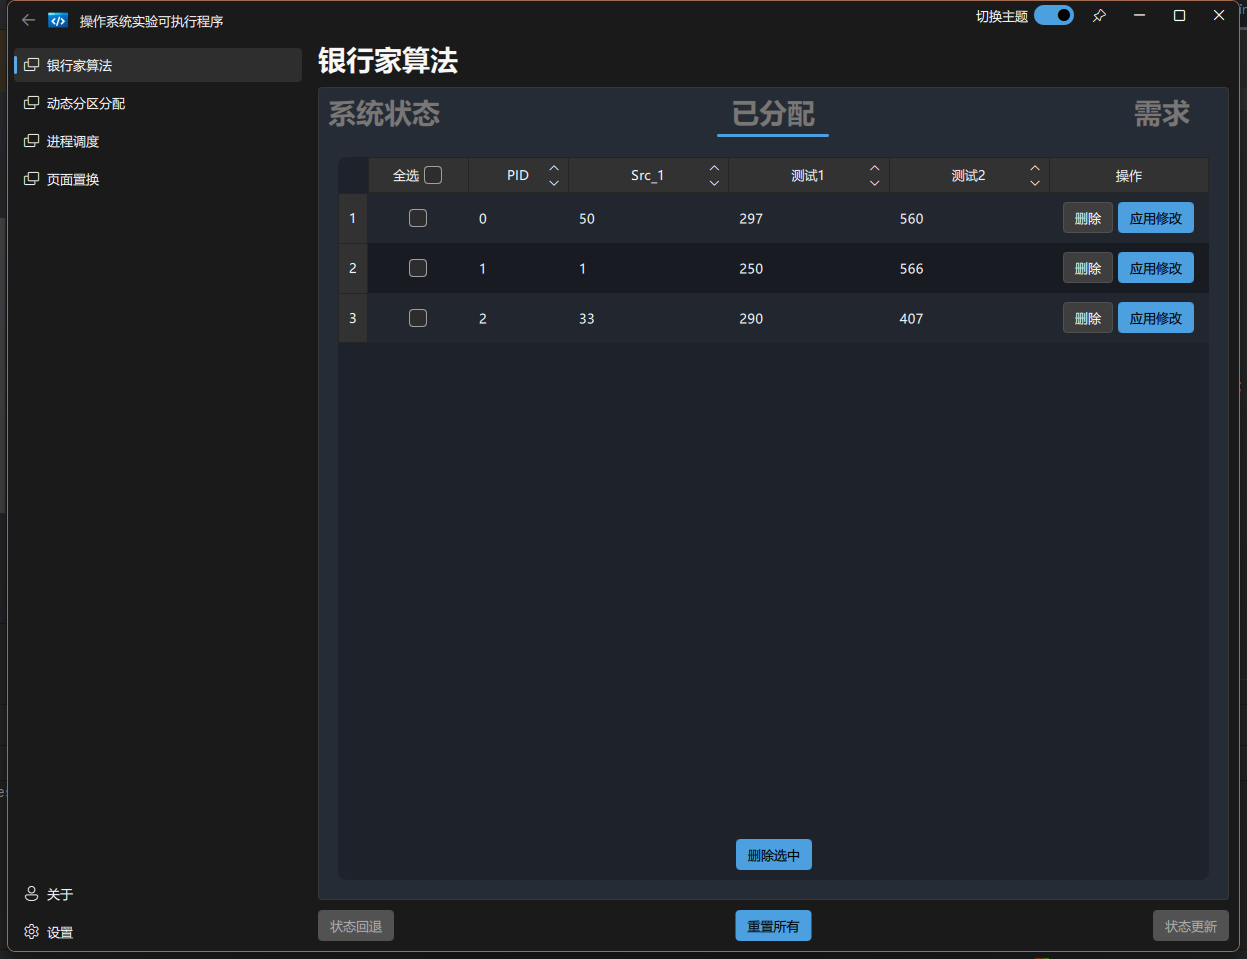 操作系统实验可执行程序
切换主题
银行家算法
动态分区分配
进程调度
页面置换
关于
设置
银行家算法
系统状态 已分配 需求
全选 PID Src_1 测试1 测试2 操作
1 0 50 297 560 删除 应用修改
2 1 1 250 566 删除 应用修改
3 2 33 290 407 删除 应用修改
删除选中
状态回退 重置所有 状态更新